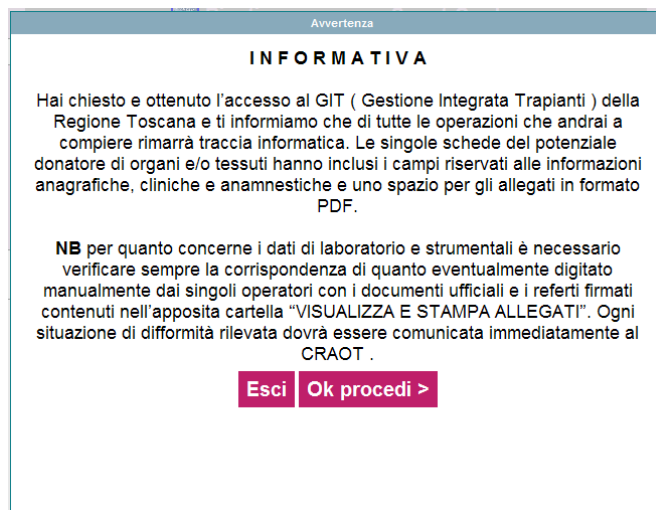 Avvertenza
INFORMATIVA
Hai chiesto e ottenuto l'accesso al GIT ( Gestione Integrata Trapianti ) della
Regione Toscana e ti informiamo che di tutte le operazioni che andrai a
compiere rimarrà traccia informatica. Le singole schede del potenziale
donatore di organi e/o tessuti hanno inclusi i campi riservati alle informazioni
anagrafiche, cliniche e anamnestiche e uno spazio per gli allegati in formato
PDF.
NB per quanto concerne i dati di laboratorio e strumentali è necessario
verificare sempre la corrispondenza di quanto eventualmente digitato
manualmente dai singoli operatori con i documenti ufficiali e i referti firmati
contenuti nell'apposita cartella “VISUALIZZA E STAMPA ALLEGATI”. Ogni
situazione di difformità rilevata dovrà essere comunicata immediatamente al
CRAOT .
Esci Ok procedi >